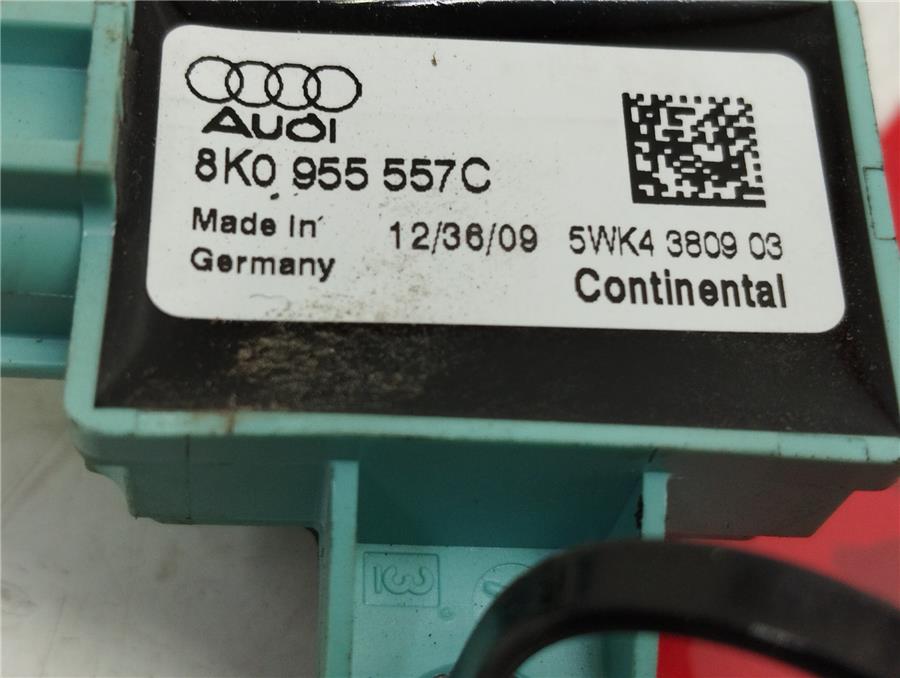 Audi
8K0 955 557C
Made in
Germany
12/36/09
5WK4 3809 03
Continental